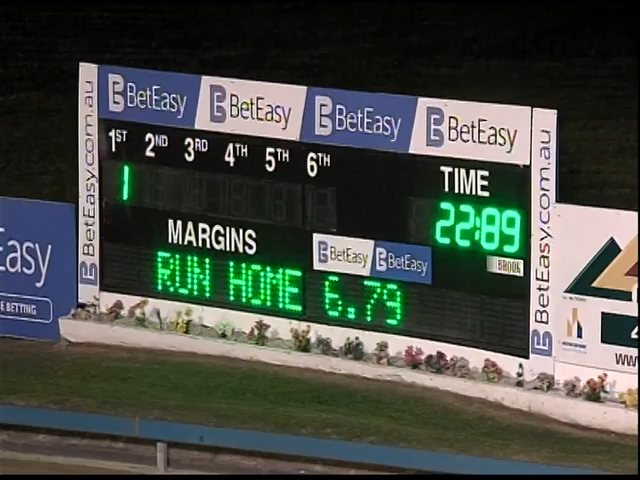 BetEasy BetEasy BetEasy BetEasy
1ST 2ND 3RD 4TH 5TH 6TH
TIME
1
22:89
MARGINS
BetEasy BetEasy
BROOK
RUN HOME 6.79
BetEasy.com.au
BetEasy.com.au
Easy
E BETTING
WWW